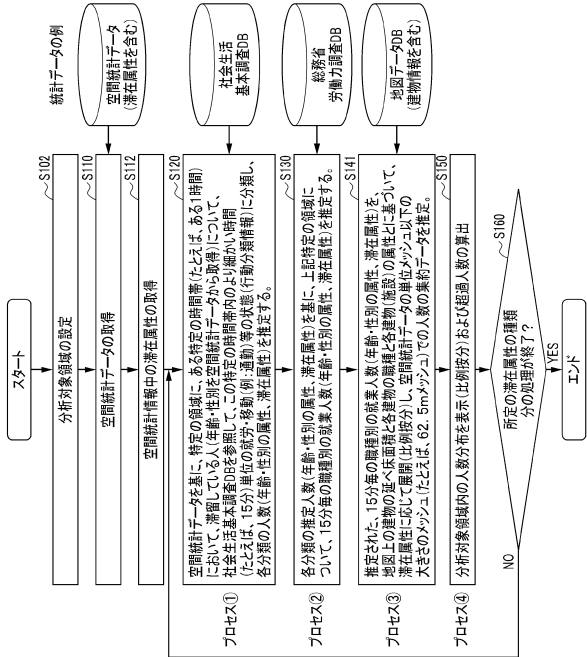 スタート
統計データの例
S102
分析対象領域の設定
S110
空間統計データの取得
空間統計データ
(滞在属性を含む)
S112
空間統計情報中の滞在属性の取得
S120
プロセス①
空間統計データを基に、特定の領域に、ある特定の時間帯(たとえば、ある1時間)
において、滞留している人(年齢・性別を空間統計データから取得)について、
社会生活基本調査DBを参照して、この特定の時間帯内のより細かい時間
(たとえば、15分)単位の就労・移動(例:通勤)等の状態(行動分類情報)に分類し、
各分類の人数(年齢・性別の属性、滞在属性)を推定する。
社会生活
基本調査DB
S130
プロセス②
各分類の推定人数(年齢・性別の属性、滞在属性)を基に、上記特定の領域に
ついて、15分毎の職種別の就業人数(年齢・性別の属性、滞在属性)を推定する。
総務省
労働力調査DB
S141
プロセス③
推定された、15分毎の職種別の就業人数(年齢・性別の属性、滞在属性)を、
地図上の建物の延べ床面積と各建物の職種と各建物(施設)の属性とに基づいて、
滞在属性に応じて展開(比例按分)し、空間統計データの単位メッシュ以下の
大きさのメッシュ(たとえば、62.5mメッシュ)での人数の集約データを推定。
地図データDB
(建物情報を含む)
S150
プロセス④
分析対象領域内の人数分布を表示(比例按分)および超過人数の算出
S160
所定の滞在属性の種類
分の処理が終了?
NO
YES
エンド